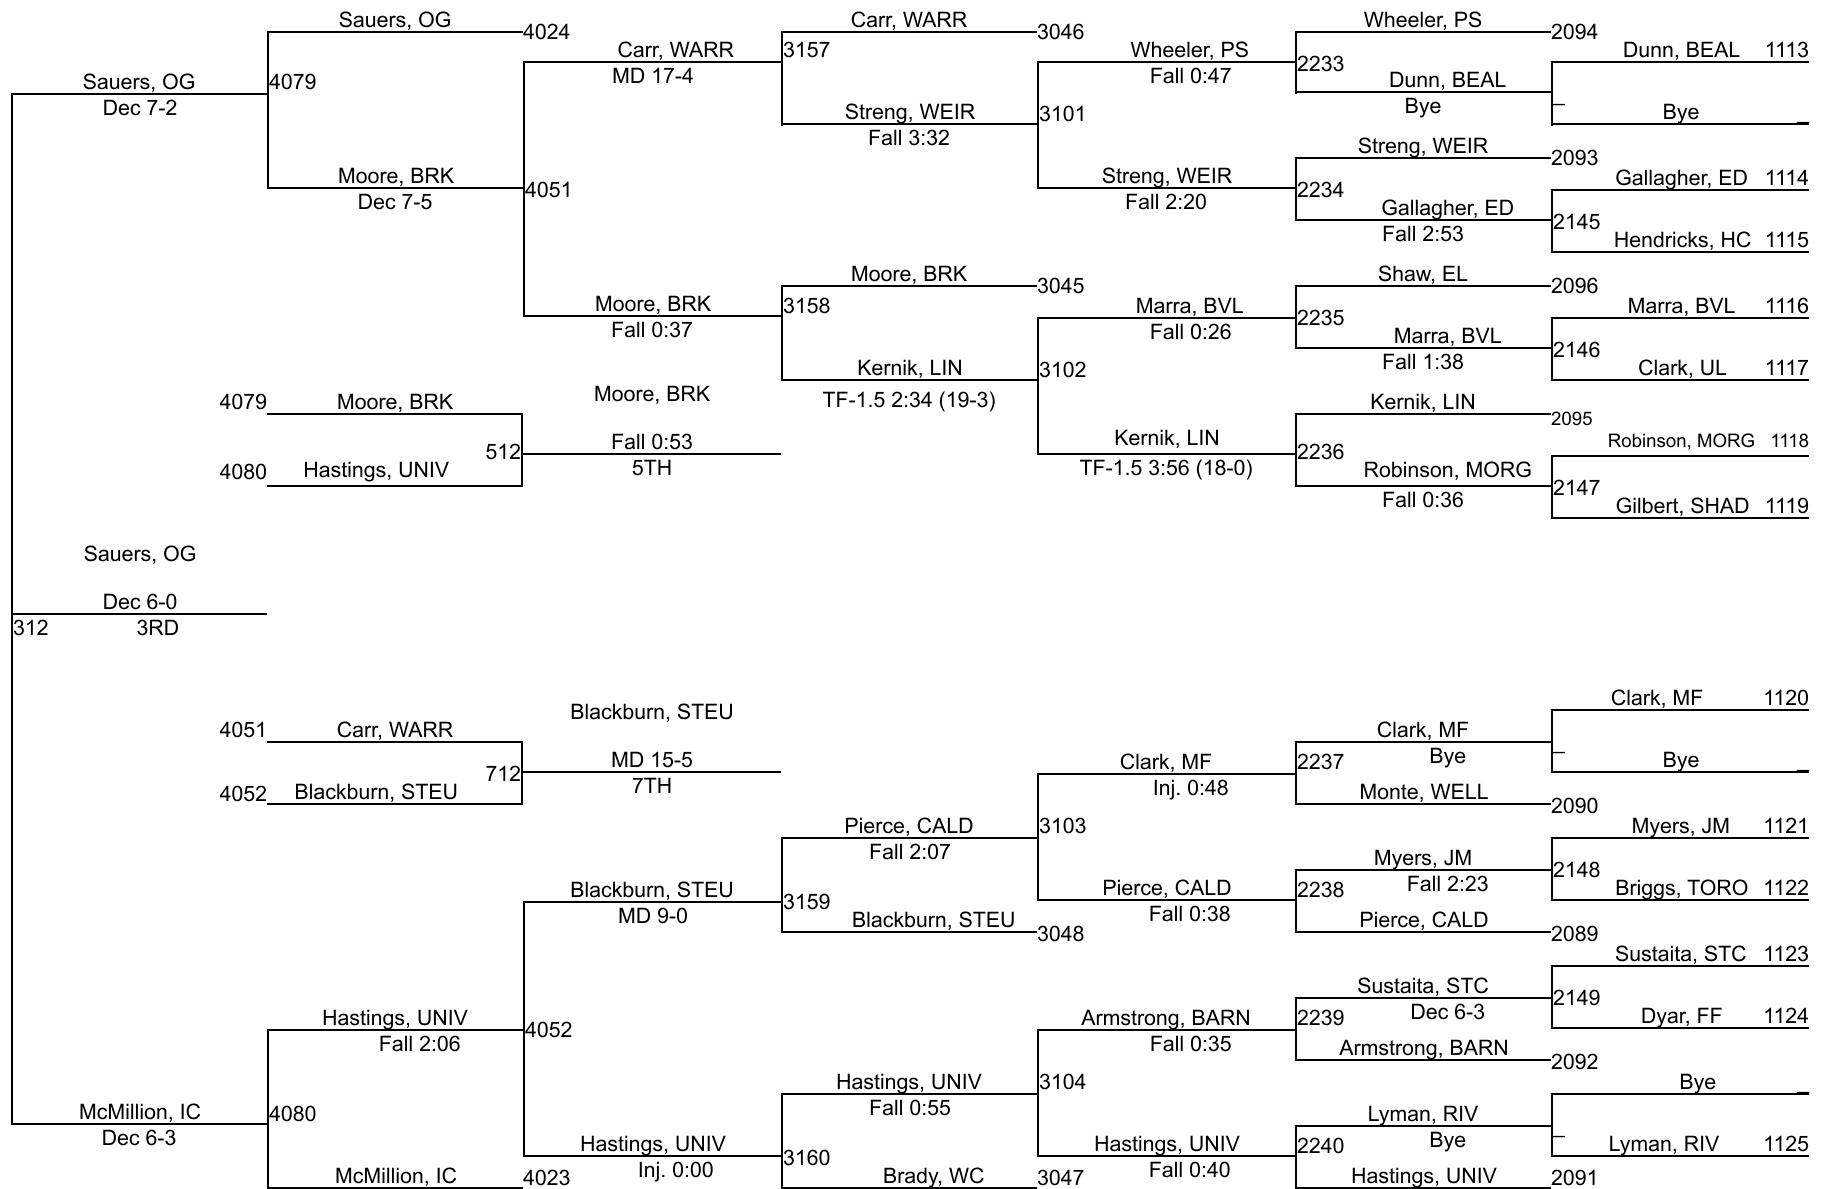 Sauers, OG
4024
Carr, WARR
3046
Wheeler, PS
2094
Sauers, OG
Dec 7-2
4079
Carr, WARR
MD 17-4
3157
Wheeler, PS
Fall 0:47
2233
Dunn, BEAL
Bye
Dunn, BEAL 1113
_
Bye _
Streng, WEIR
Fall 3:32
3101
Streng, WEIR
2093
Moore, BRK
Dec 7-5
4051
Streng, WEIR
Fall 2:20
2234
Gallagher, ED
Fall 2:53
Gallagher, ED 1114
2145
Hendricks, HC 1115
Moore, BRK
3045
Shaw, EL
2096
Moore, BRK
Fall 0:37
3158
Marra, BVL
Fall 0:26
2235
Marra, BVL
Fall 1:38
Marra, BVL 1116
2146
Clark, UL 1117
Kernik, LIN
TF-1.5 2:34 (19-3)
3102
Kernik, LIN
2095
4079 Moore, BRK
Moore, BRK
512
Fall 0:53
5TH
4080 Hastings, UNIV
Kernik, LIN
TF-1.5 3:56 (18-0)
2236
Robinson, MORG
Fall 0:36
Robinson, MORG 1118
2147
Gilbert, SHAD 1119
Sauers, OG
Dec 6-0
312 3RD
4051 Carr, WARR
Blackburn, STEU
712
MD 15-5
7TH
4052 Blackburn, STEU
Clark, MF
Inj. 0:48
2237
Clark, MF
Bye
Clark, MF 1120
_
Bye _
Monte, WELL
2090
Pierce, CALD
Fall 2:07
3103
Myers, JM
Fall 2:23
Myers, JM 1121
2148
Briggs, TORO 1122
Blackburn, STEU
MD 9-0
3159
Pierce, CALD
Fall 0:38
2238
Blackburn, STEU
3048
Pierce, CALD
2089
Hastings, UNIV
Fall 2:06
4052
Armstrong, BARN
Fall 0:35
2239
Sustaita, STC
Dec 6-3
Sustaita, STC 1123
2149
Dyar, FF 1124
Armstrong, BARN
2092
McMillion, IC
Dec 6-3
4080
Hastings, UNIV
Fall 0:55
3104
Lyman, RIV
Bye
Bye _
_
Lyman, RIV 1125
Hastings, UNIV
Inj. 0:00
3160
Hastings, UNIV
Fall 0:40
2240
McMillion, IC
4023
Brady, WC
3047
Hastings, UNIV
2091